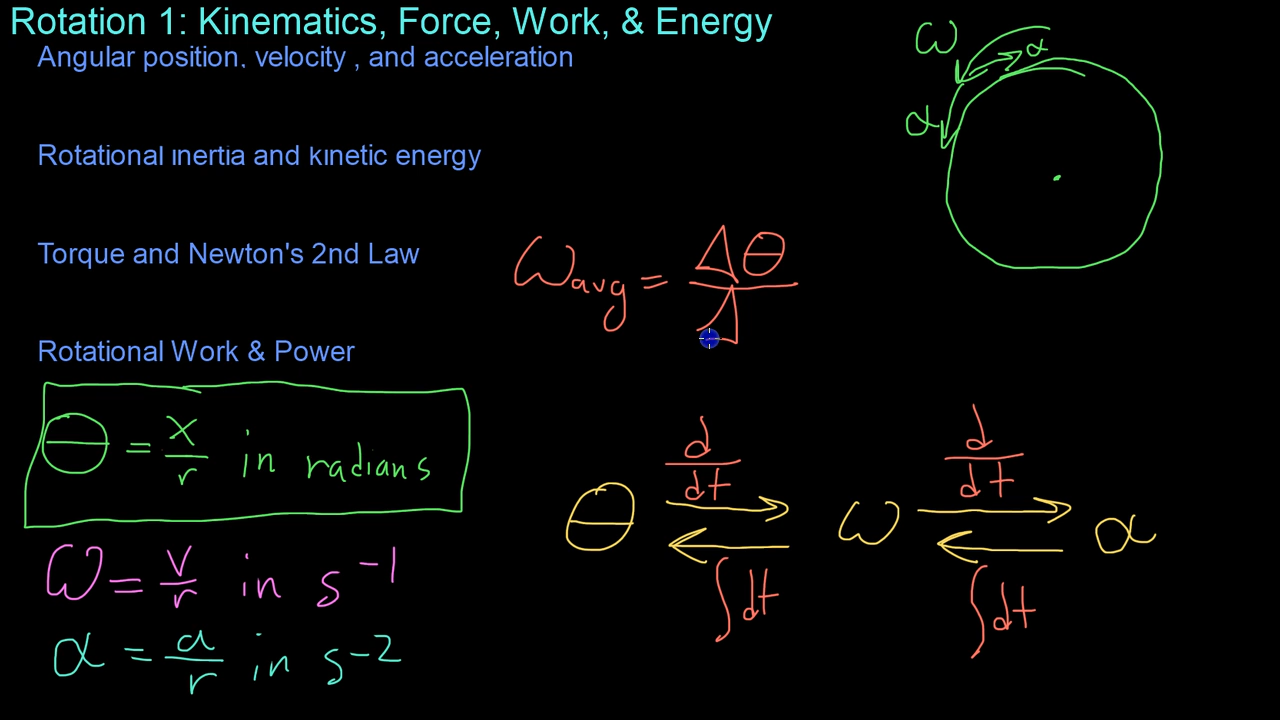 Rotation 1: Kinematics, Force, Work, & Energy
Angular position, velocity , and acceleration
ω
α
α
Rotational inertia and kinetic energy
Torque and Newton's 2nd Law
ω avg = Δθ
Rotational Work & Power
θ = x/r in radians
d/dt d/dt
θ ω α
∫dt ∫dt
ω = v/r in s⁻¹
α = a/r in s⁻²